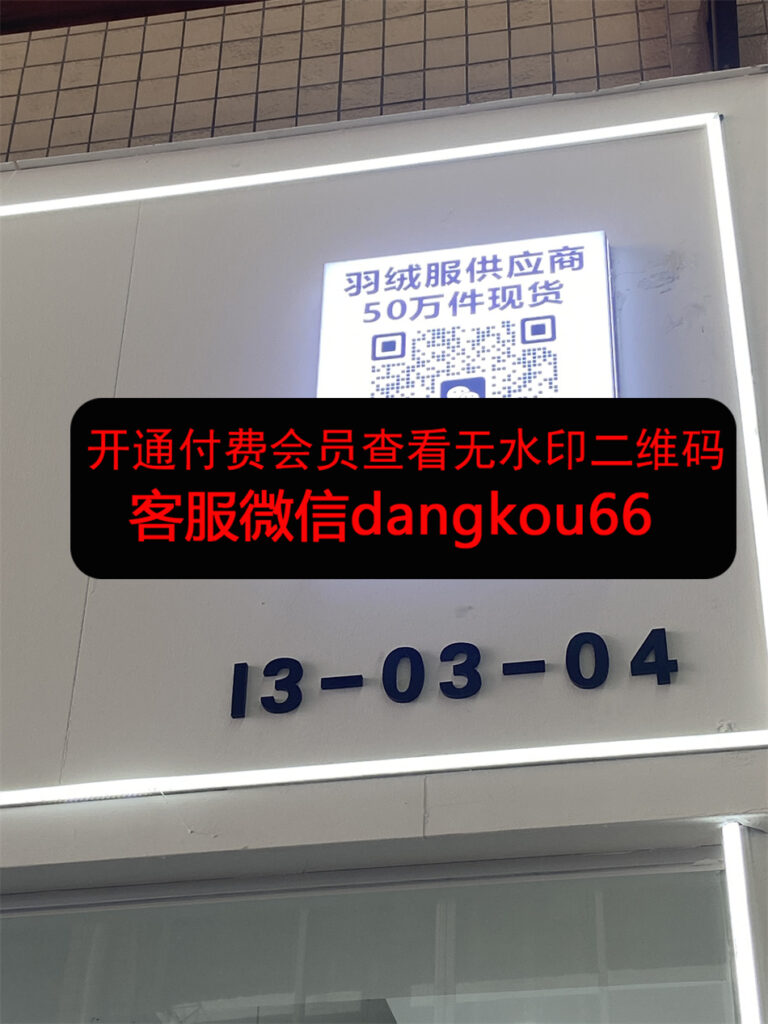 羽绒服供应商
50万件现货
开通付费会员查看无水印二维码
客服微信dangkou66
13-03-04